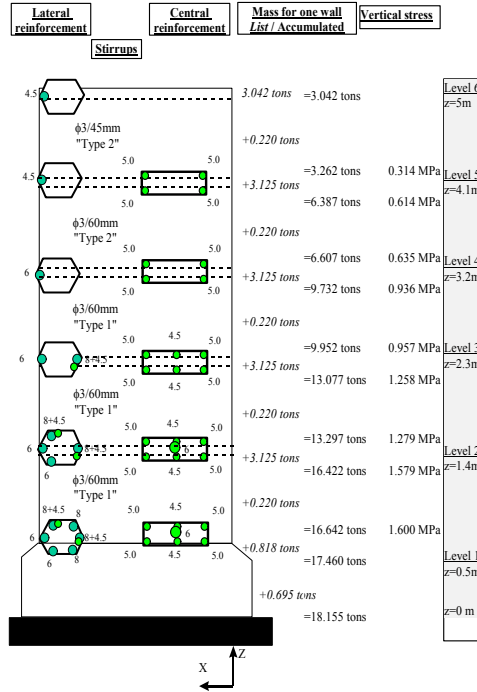 Lateral reinforcement
Stirrups
Central reinforcement
Mass for one wall
List / Accumulated
Vertical stress
4.5
3.042 tons =3.042 tons
Level 6
z=5m
ϕ3/45mm
"Type 2"
+0.220 tons
5.0 5.0
4.5
=3.262 tons 0.314 MPa
Level 5
z=4.1m
+3.125 tons
5.0 5.0
=6.387 tons 0.614 MPa
ϕ3/60mm
"Type 2"
+0.220 tons
5.0 5.0
6
=6.607 tons 0.635 MPa
Level 4
z=3.2m
+3.125 tons
5.0 5.0
=9.732 tons 0.936 MPa
ϕ3/60mm
"Type 1"
+0.220 tons
5.0 4.5 5.0
6 8+4.5
=9.952 tons 0.957 MPa
Level 3
z=2.3m
+3.125 tons
5.0 4.5 5.0
=13.077 tons 1.258 MPa
ϕ3/60mm
"Type 1"
+0.220 tons
8+4.5
5.0 4.5 5.0
6 8+4.5 6
=13.297 tons 1.279 MPa
Level 2
z=1.4m
+3.125 tons
6
5.0 4.5 5.0
=16.422 tons 1.579 MPa
ϕ3/60mm
"Type 1"
+0.220 tons
8+4.5 8
5.0 4.5 5.0
6 8+4.5 6
=16.642 tons 1.600 MPa
+0.818 tons
6 8
5.0 4.5 5.0
=17.460 tons
Level 1
z=0.5m
+0.695 tons
=18.155 tons
z=0 m
Z
X